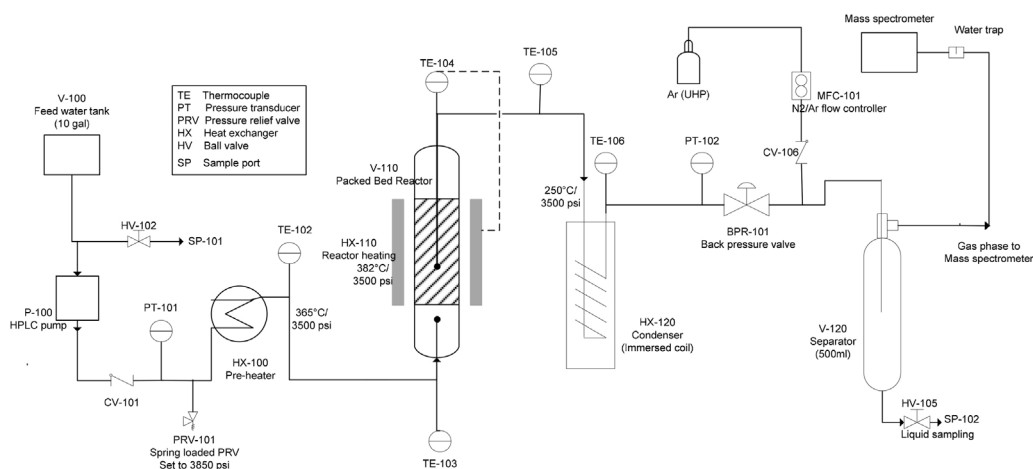 Mass spectrometer
Water trap
TE-105
TE-104
Ar (UHP)
MFC-101
N2/Ar flow controller
V-100
Feed water tank
(10 gal)
TE Thermocouple
PT Pressure transducer
PRV Pressure relief valve
HX Heat exchanger
HV Ball valve
SP Sample port
TE-106
PT-102
CV-106
V-110
Packed Bed Reactor
250°C/
3500 psi
HV-102
SP-101
TE-102
HX-110
Reactor heating
382°C/
3500 psi
BPR-101
Back pressure valve
Gas phase to
Mass spectrometer
P-100
HPLC pump
PT-101
365°C/
3500 psi
HX-120
Condenser
(Immersed coil)
V-120
Separator
(500ml)
HX-100
Pre-heater
CV-101
HV-105
SP-102
Liquid sampling
PRV-101
Spring loaded PRV
Set to 3850 psi
TE-103